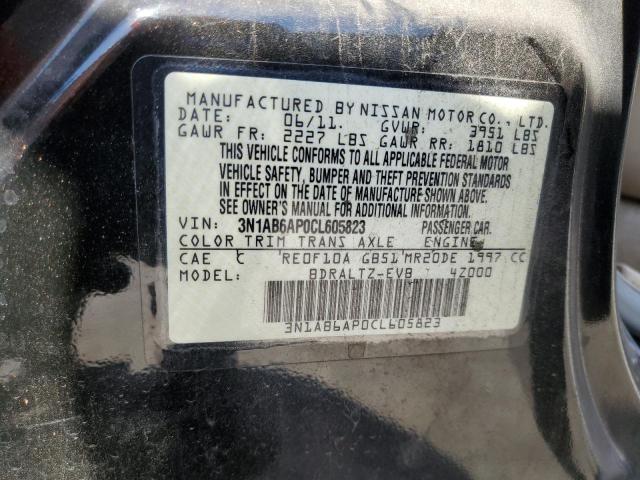 MANUFACTURED BY NISSAN MOTOR CO., LTD.
DATE: 06/11. GVWR: 3951 LBS
GAWR FR: 2227 LBS GAWR RR: 1810 LBS
THIS VEHICLE CONFORMS TO ALL APPLICABLE FEDERAL MOTOR
VEHICLE SAFETY, BUMPER AND THEFT PREVENTION STANDARDS
IN EFFECT ON THE DATE OF MANUFACTURE SHOWN ABOVE.
SEE OWNER'S MANUAL FOR ADDITIONAL INFORMATION.
VIN: 3N1AB6AP0CL605823 PASSENGER CAR.
COLOR TRIM TRANS AXLE ENGINE
CAE C RE0F10A GB51 MR20DE 1997 CC
MODEL: BDRALTZ-EVB 4Z000
3N1AB6AP0CL605823